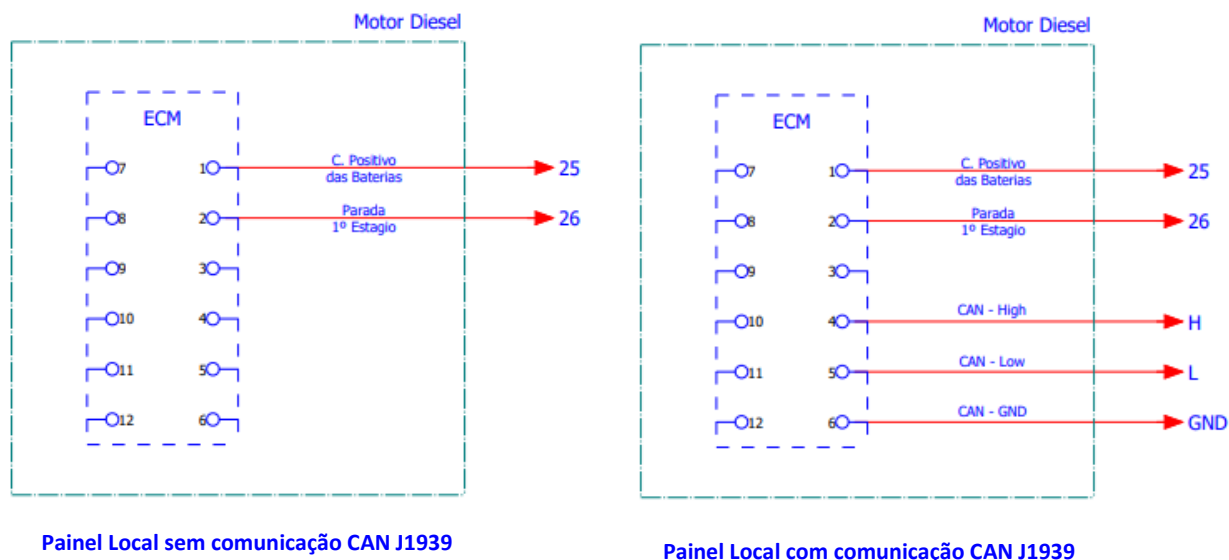 Motor Diesel
ECM
7 1 C. Positivo das Baterias 25
8 2 Parada 1º Estagio 26
9 3
10 4
11 5
12 6
Painel Local sem comunicação CAN J1939
Motor Diesel
ECM
7 1 C. Positivo das Baterias 25
8 2 Parada 1º Estagio 26
9 3
10 4 CAN - High H
11 5 CAN - Low L
12 6 CAN - GND GND
Painel Local com comunicação CAN J1939